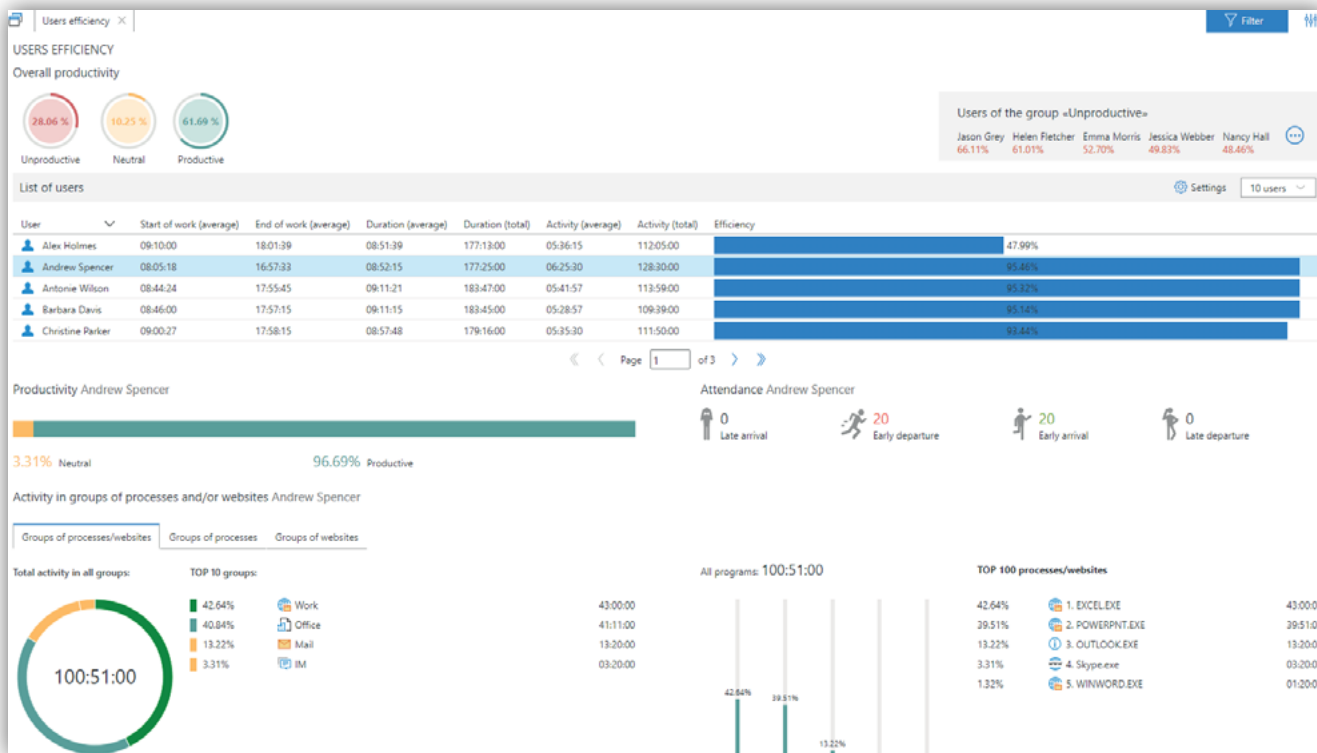 Users efficiency
Filter
USERS EFFICIENCY
Overall productivity
28.06 %
10.25 %
61.69 %
Unproductive Neutral Productive
Users of the group «Unproductive»
Jason Grey Helen Fletcher Emma Morris Jessica Webber Nancy Hall
66.11% 61.01% 52.70% 49.83% 48.46%
List of users
Settings 10 users
User Start of work (average) End of work (average) Duration (average) Duration (total) Activity (average) Activity (total) Efficiency
Alex Holmes 09:10:00 18:01:39 08:51:39 177:13:00 05:36:15 112:05:00 47.99%
Andrew Spencer 08:05:18 16:57:33 08:52:15 177:25:00 06:25:30 128:30:00 95.46%
Antonie Wilson 08:44:24 17:55:45 09:11:21 183:47:00 05:41:57 113:59:00 95.32%
Barbara Davis 08:46:00 17:57:15 09:11:15 183:45:00 05:28:57 109:39:00 95.14%
Christine Parker 09:00:27 17:58:15 08:57:48 179:16:00 05:35:30 111:50:00 93.44%
Page 1 of 3
Productivity Andrew Spencer
3.31% Neutral 96.69% Productive
Attendance Andrew Spencer
0 Late arrival
20 Early departure
20 Early arrival
0 Late departure
Activity in groups of processes and/or websites Andrew Spencer
Groups of processes/websites Groups of processes Groups of websites
Total activity in all groups:
100:51:00
TOP 10 groups:
42.64% Work 43:00:00
40.84% Office 41:11:00
13.22% Mail 13:20:00
3.31% IM 03:20:00
All programs: 100:51:00
42.64%
39.51%
13.22%
TOP 100 processes/websites
42.64% 1. EXCEL.EXE 43:00:0
39.51% 2. POWERPNT.EXE 39:51:0
13.22% 3. OUTLOOK.EXE 13:20:0
3.31% 4. Skype.exe 03:20:0
1.32% 5. WINWORD.EXE 01:20:0